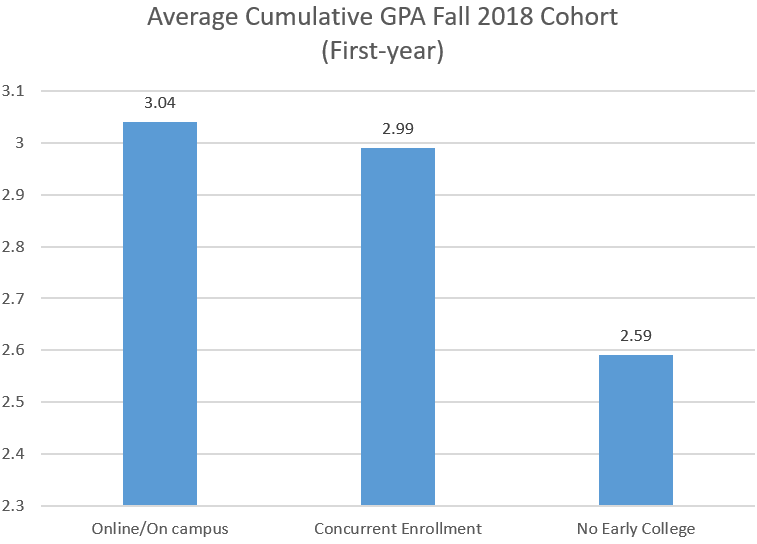 Average Cumulative GPA Fall 2018 Cohort
(First-year)
3.1
3.04
3
2.99
2.9
2.8
2.7
2.6
2.59
2.5
2.4
2.3
Online/On campus
Concurrent Enrollment
No Early College